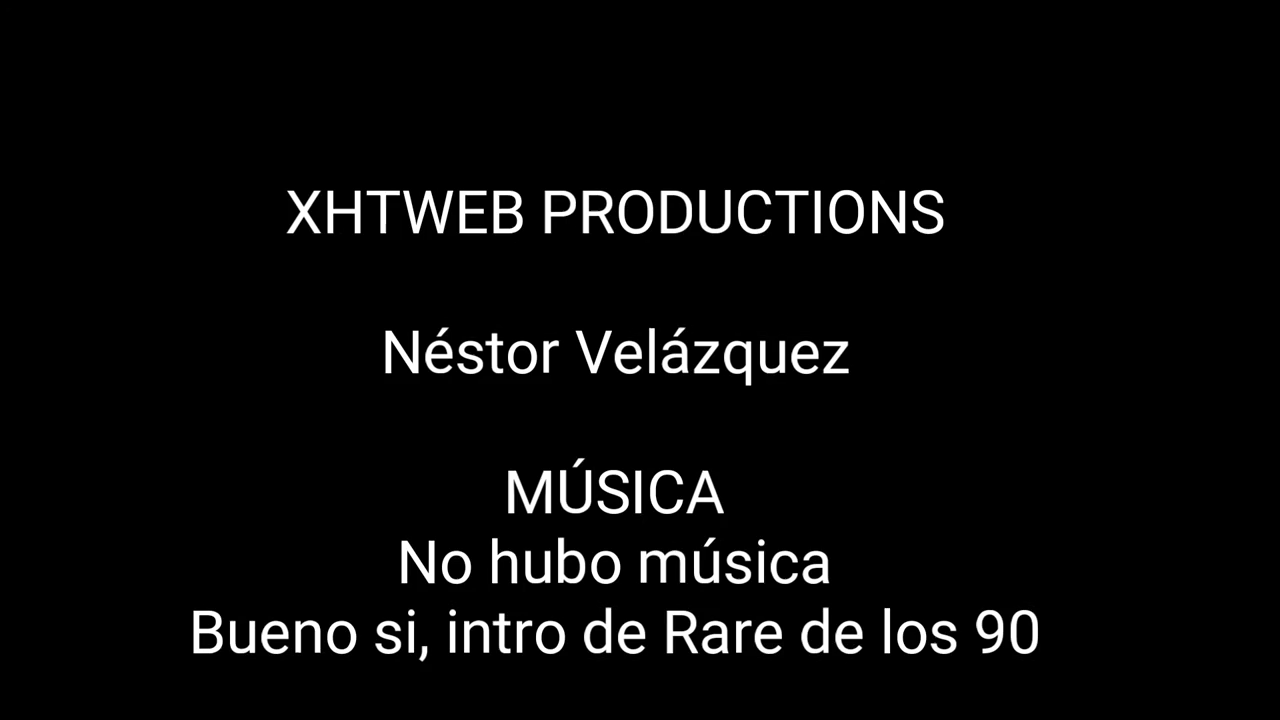 XHTWEB PRODUCTIONS
Néstor Velázquez
MÚSICA
No hubo música
Bueno si, intro de Rare de los 90